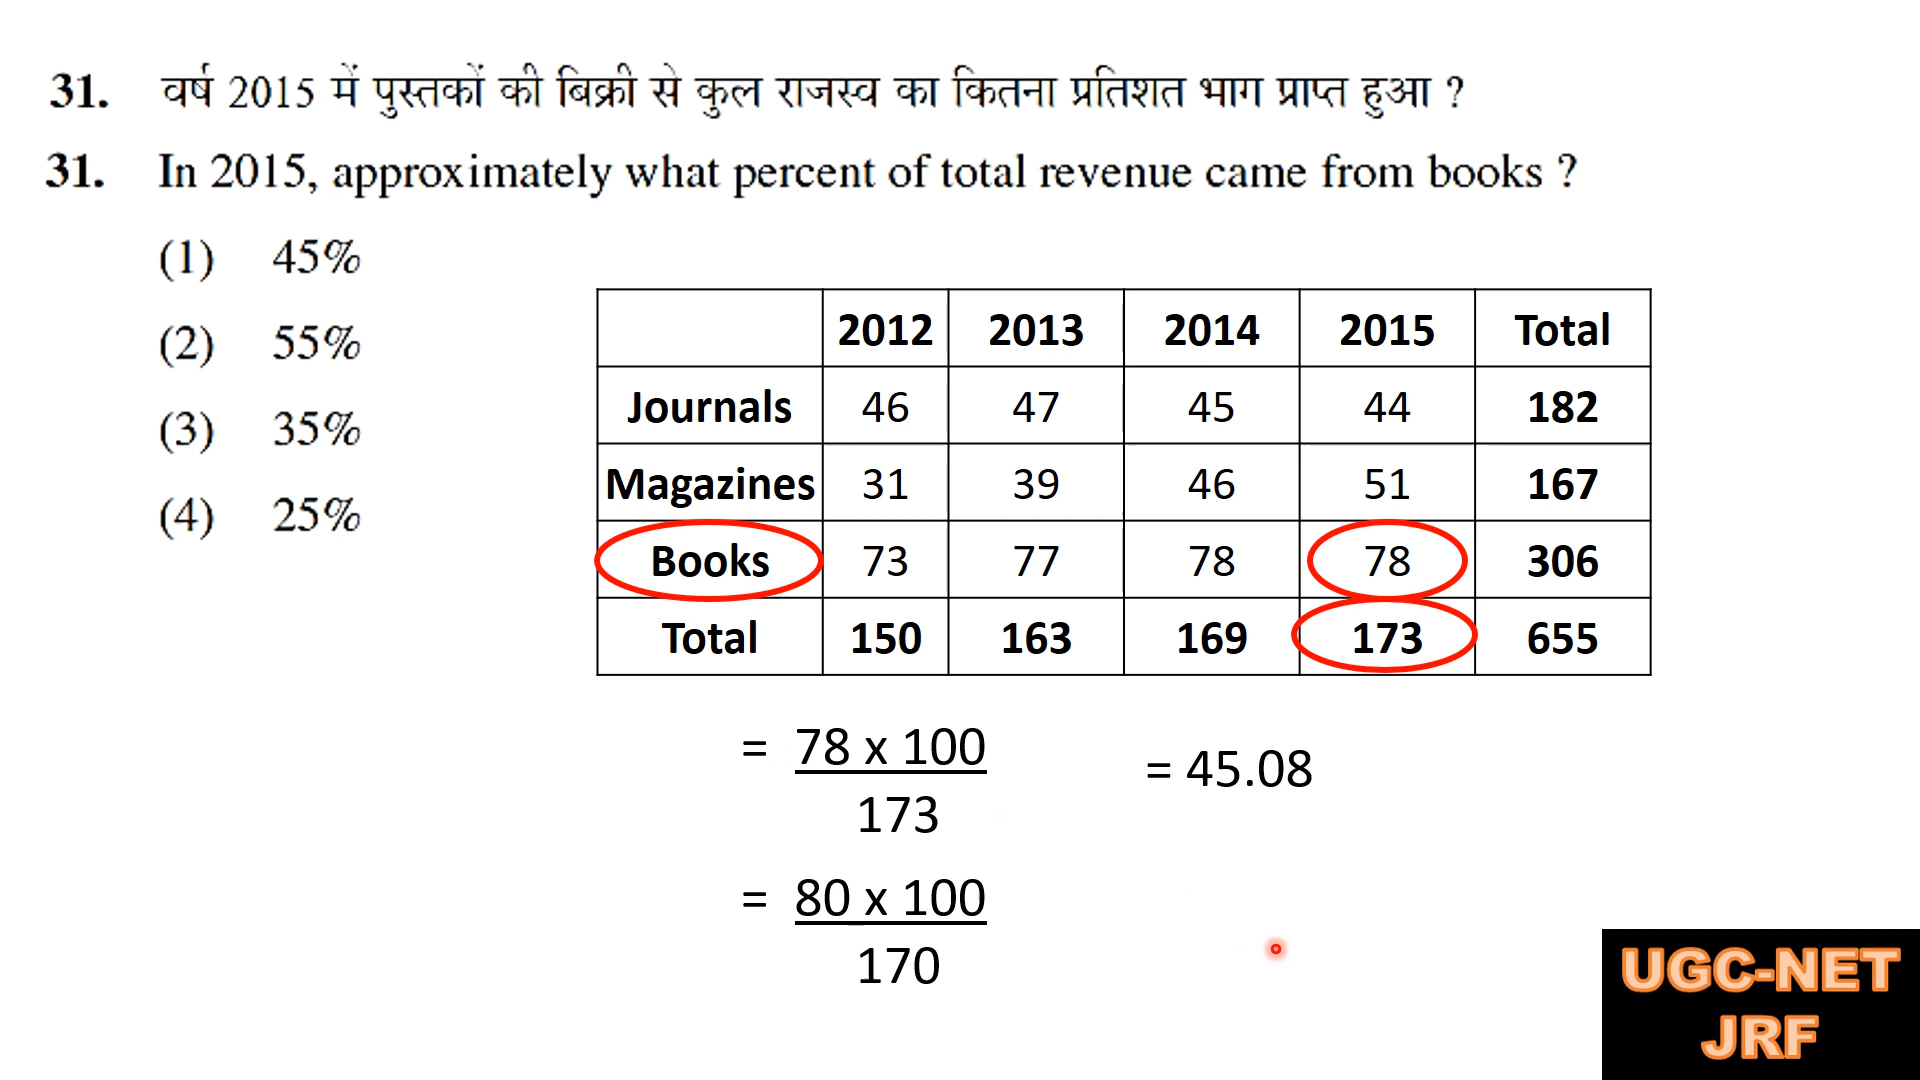 31. वर्ष 2015 में पुस्तकों की बिक्री से कुल राजस्व का कितना प्रतिशत भाग प्राप्त हुआ ?
31. In 2015, approximately what percent of total revenue came from books ?
(1) 45%
(2) 55%
(3) 35%
(4) 25%
2012 2013 2014 2015 Total
Journals 46 47 45 44 182
Magazines 31 39 46 51 167
Books 73 77 78 78 306
Total 150 163 169 173 655
= 78 x 100
173
= 45.08
= 80 x 100
170
UGC-NET
JRF